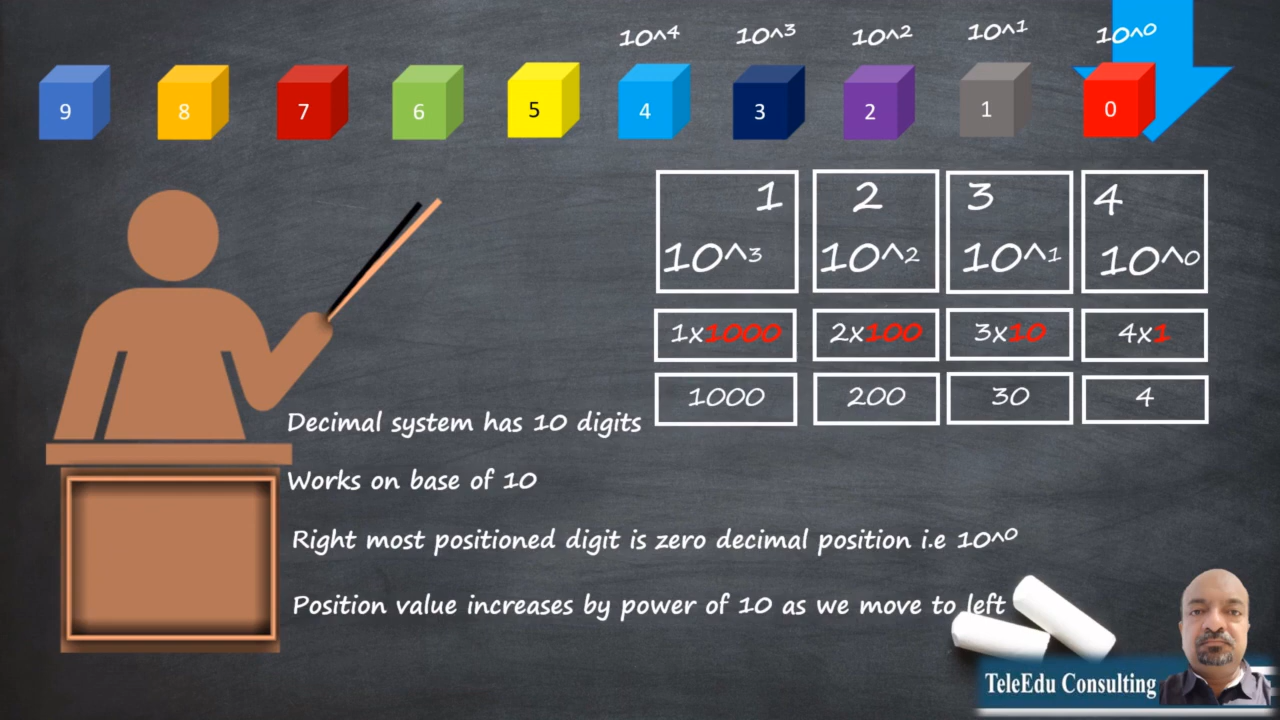 10^4 10^3 10^2 10^1 10^0
9 8 7 6 5 4 3 2 1 0
1 2 3 4
10^3 10^2 10^1 10^0
1x1000 2x100 3x10 4x1
1000 200 30 4
Decimal system has 10 digits
Works on base of 10
Right most positioned digit is zero decimal position i.e 10^0
Position value increases by power of 10 as we move to left
TeleEdu Consulting